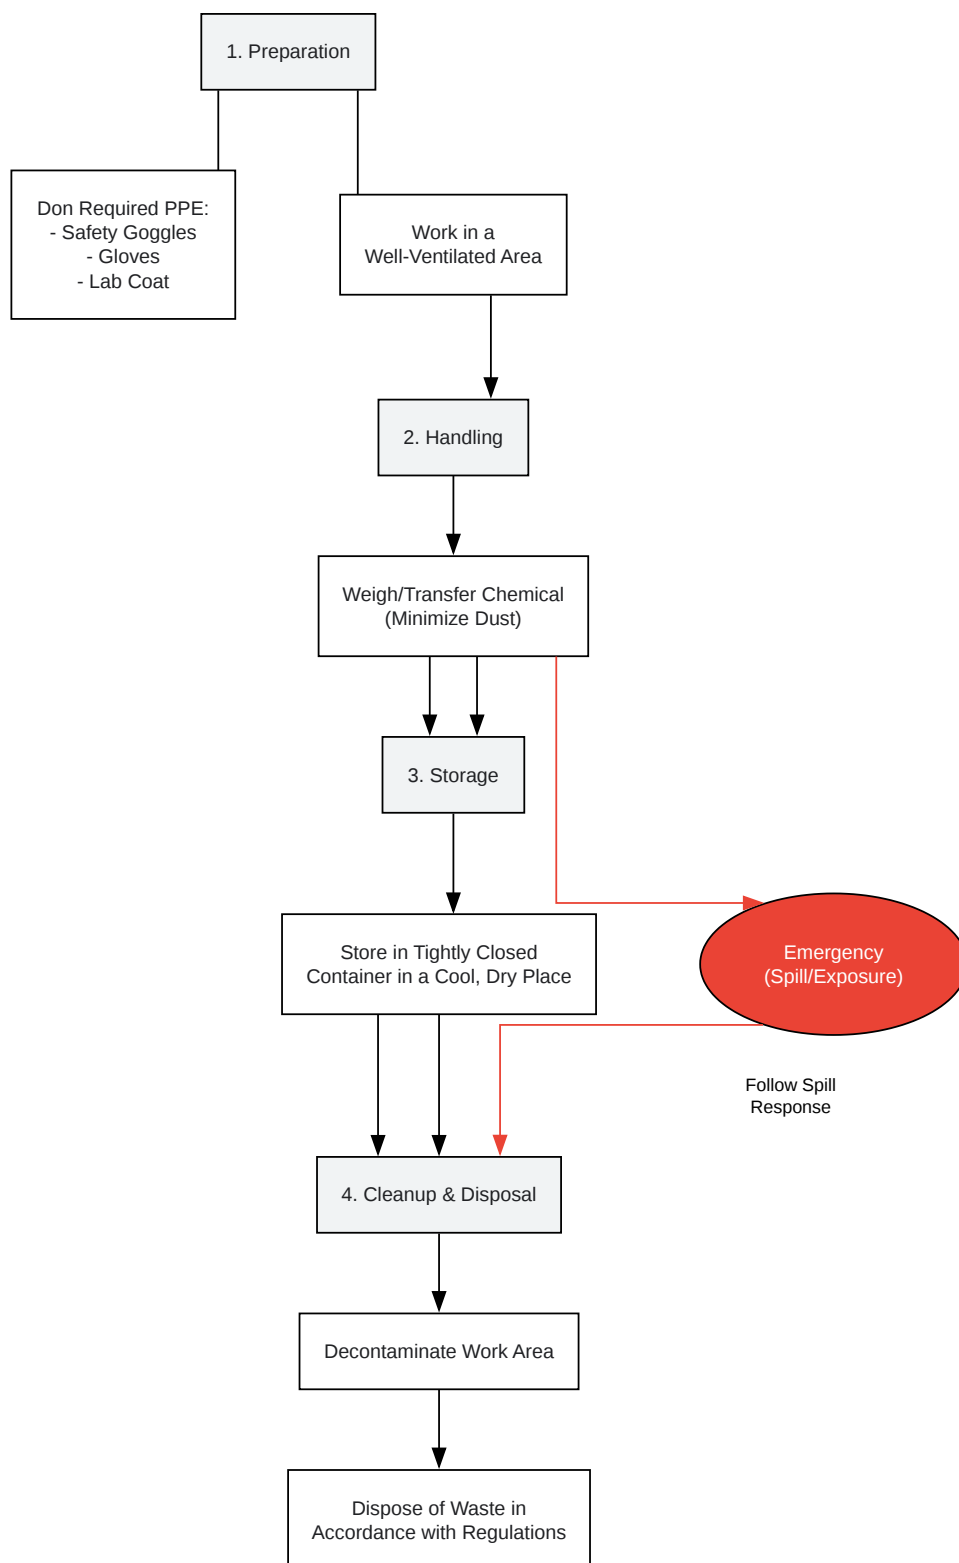 1. Preparation
Don Required PPE:
- Safety Goggles
- Gloves
- Lab Coat
Work in a
Well-Ventilated Area
2. Handling
Weigh/Transfer Chemical
(Minimize Dust)
3. Storage
Store in Tightly Closed
Container in a Cool, Dry Place
Emergency
(Spill/Exposure)
Follow Spill
Response
4. Cleanup & Disposal
Decontaminate Work Area
Dispose of Waste in
Accordance with Regulations